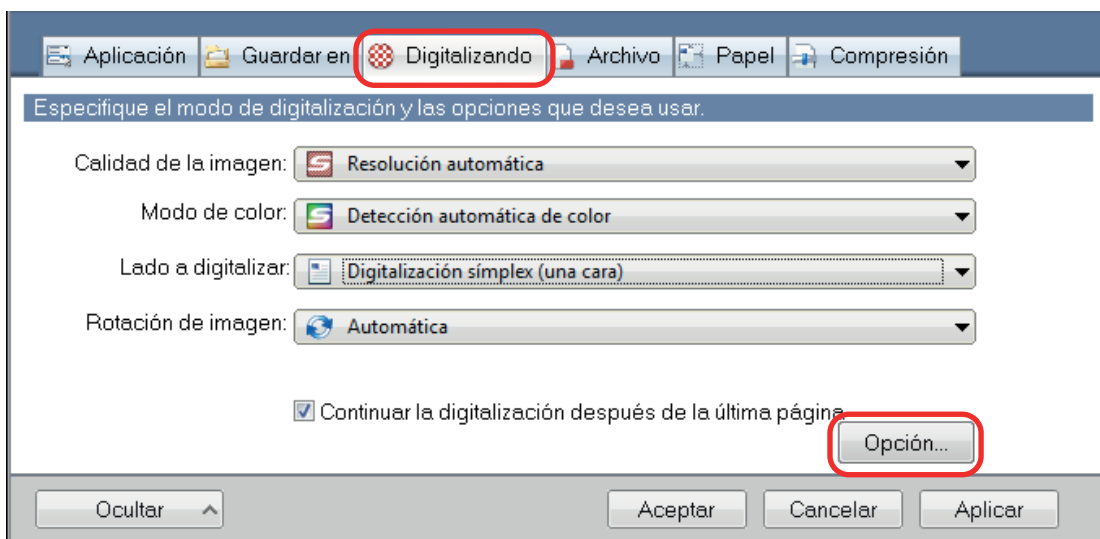 Aplicación Guardar en Digitalizando Archivo Papel Compresión
Especifique el modo de digitalización y las opciones que desea usar.
Calidad de la imagen: Resolución automática
Modo de color: Detección automática de color
Lado a digitalizar: Digitalización símplex (una cara)
Rotación de imagen: Automática
Continuar la digitalización después de la última página
Opción...
Ocultar Aceptar Cancelar Aplicar